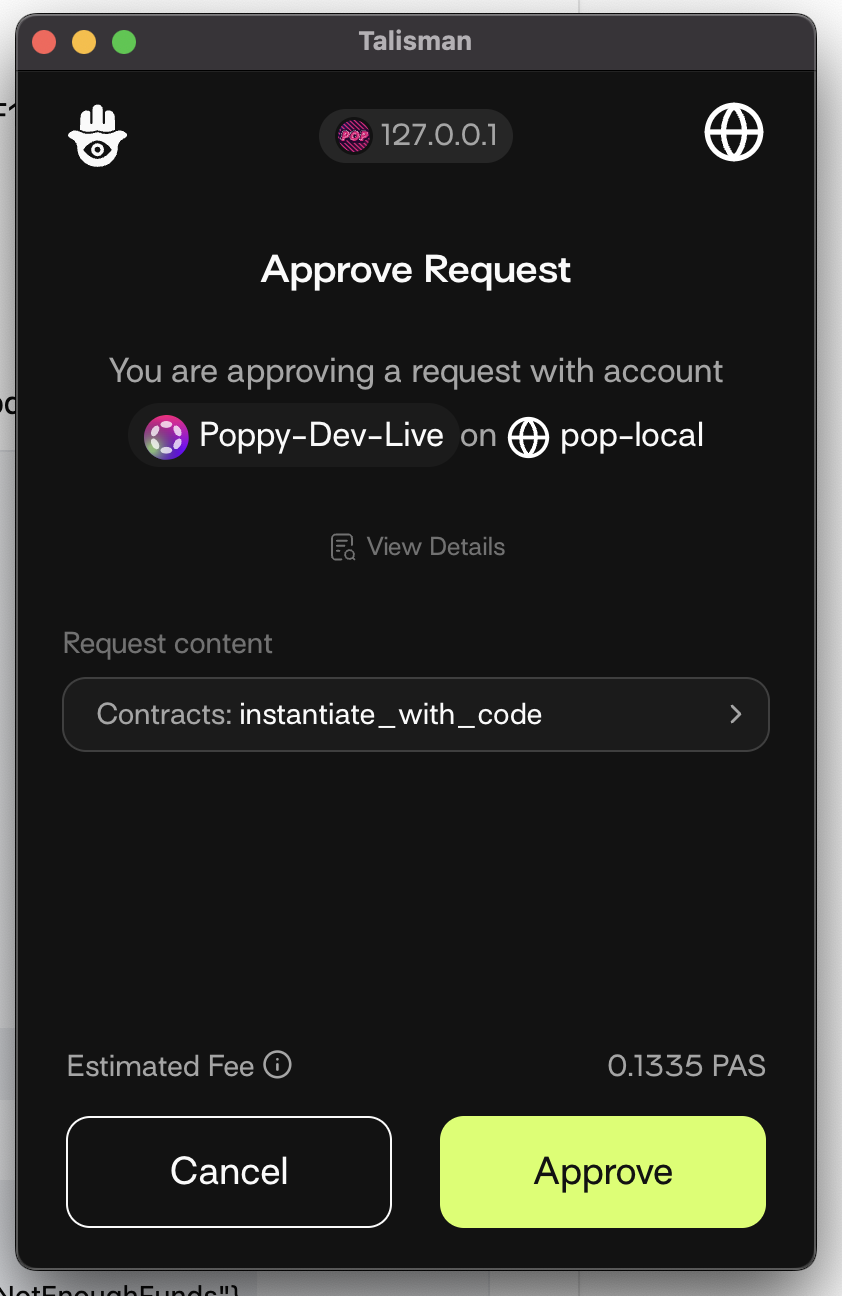 Talisman
POP 127.0.0.1
Approve Request
You are approving a request with account
Poppy-Dev-Live on pop-local
View Details
Request content
Contracts: instantiate_with_code
Estimated Fee 0.1335 PAS
Cancel Approve
NotEnoughFunds"}